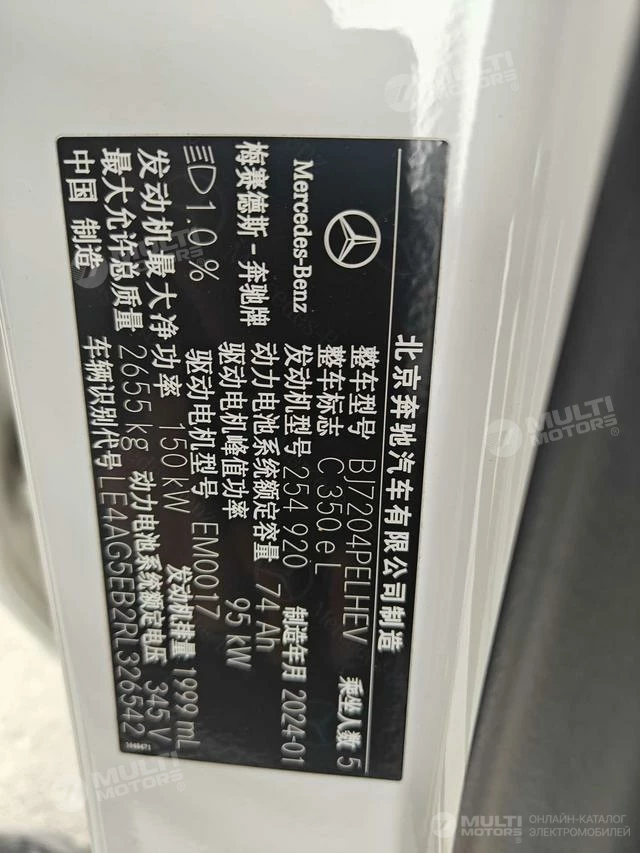 北京奔驰汽车有限公司制造
Mercedes-Benz
梅赛德斯-奔驰牌
1.0 %
整车型号 BJ7204PELHEV 乘坐人数 5
整车标志 C 350 e L
发动机型号 254 920 制造年月 2024-01
动力电池系统额定容量 74 Ah
驱动电机峰值功率 95 kW
驱动电机型号 EM0017
发动机最大净功率 150 kW 发动机排量 1999 mL
最大允许总质量 2655 kg 动力电池系统额定电压 345 V
中国 制造 车辆识别代号 LE4AG5EB2RL326542
MULTI MOTORS
MULTI MOTORS
MULTI MOTORS
MULTI MOTORS
MULTI MOTORS
ОНЛАЙН-КАТАЛОГ
ЭЛЕКТРОМОБИЛЕЙ